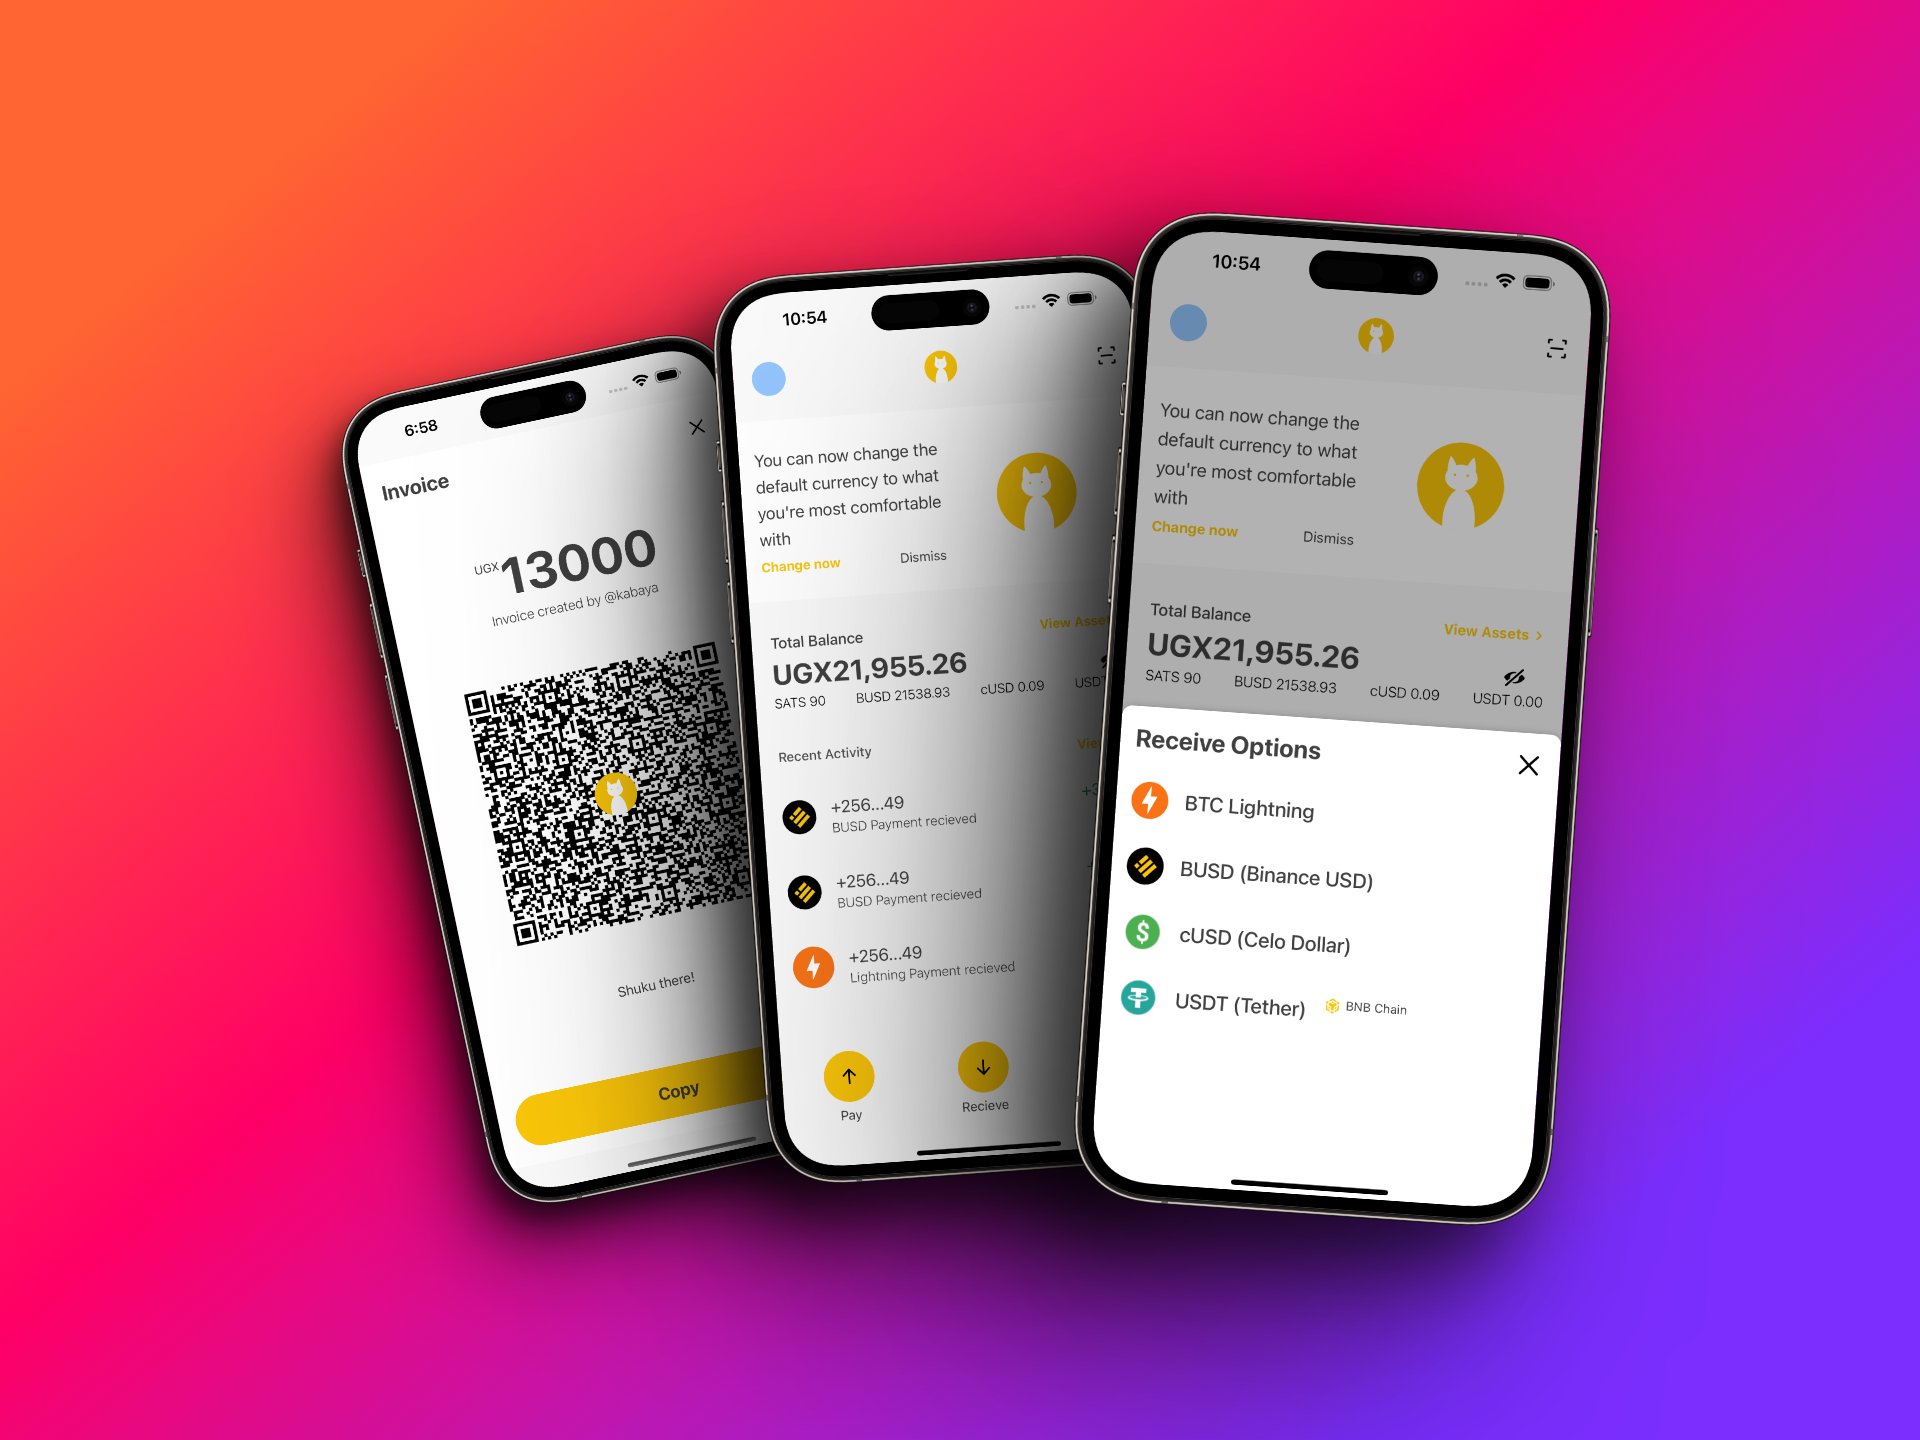 6:58
Invoice
UGX 13000
Invoice created by @kabaya
Shuku there!
Copy
10:54
You can now change the
default currency to what
you're most comfortable
with
Change now Dismiss
Total Balance
View
UGX21,955.26
SATS 90 BUSD 21538.93 cUSD 0.09
Recent Activity
+256...49
BUSD Payment recieved
+256...49
BUSD Payment recieved
+256...49
Lightning Payment recieved
Pay
Recieve
10:54
You can now change the
default currency to what
you're most comfortable
with
Change now Dismiss
Total Balance
View Assets >
UGX21,955.26
SATS 90 BUSD 21538.93 cUSD 0.09 USDT 0.00
Receive Options
BTC Lightning
BUSD (Binance USD)
cUSD (Celo Dollar)
USDT (Tether) BNB Chain